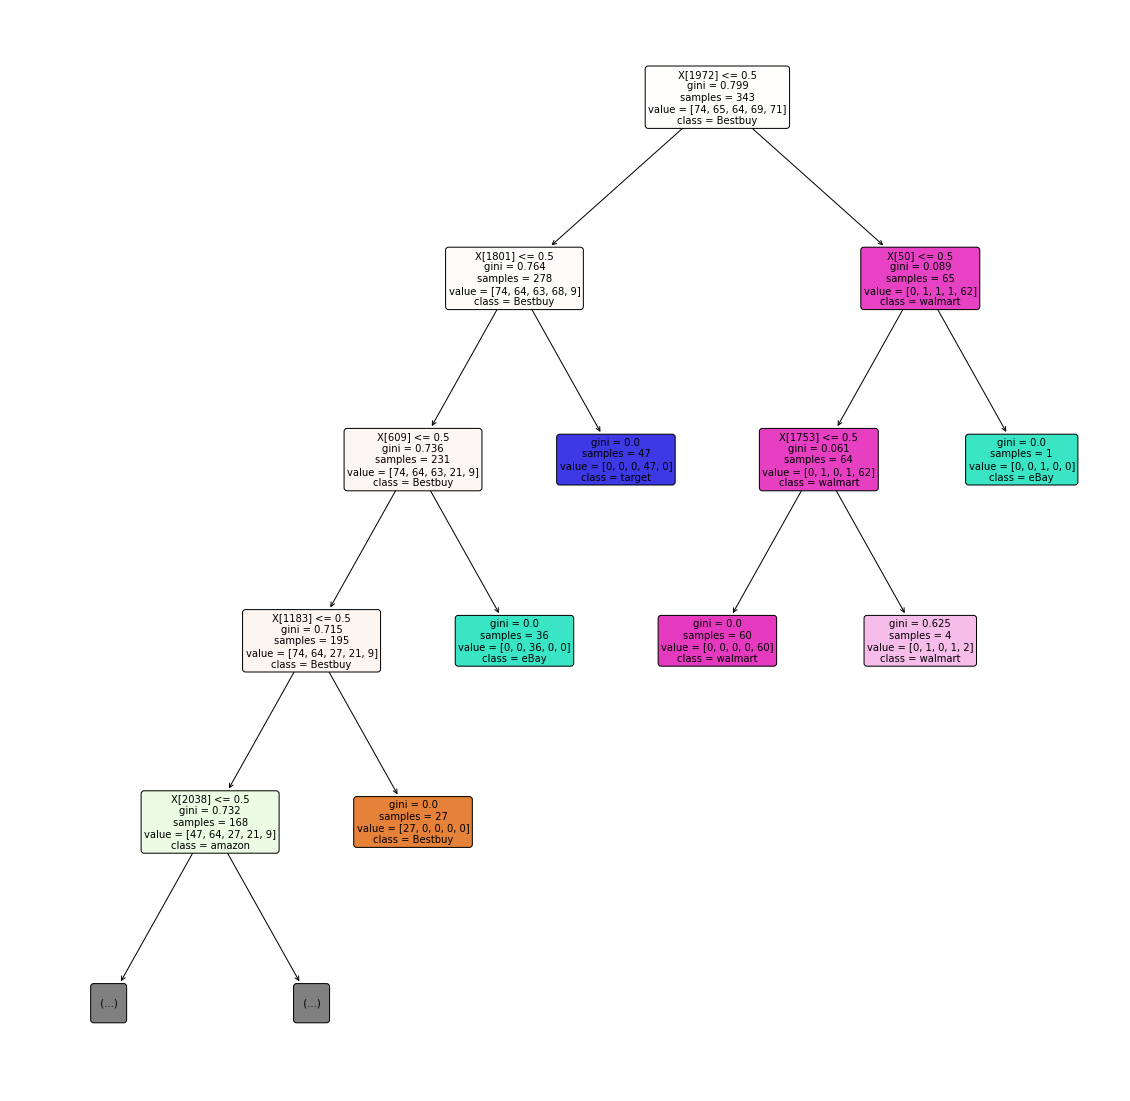 X[1972] <= 0.5
gini = 0.799
samples = 343
value = [74, 65, 64, 69, 71]
class = Bestbuy
X[1801] <= 0.5
gini = 0.764
samples = 278
value = [74, 64, 63, 68, 9]
class = Bestbuy
X[50] <= 0.5
gini = 0.089
samples = 65
value = [0, 1, 1, 1, 62]
class = walmart
X[609] <= 0.5
gini = 0.736
samples = 231
value = [74, 64, 63, 21, 9]
class = Bestbuy
gini = 0.0
samples = 47
value = [0, 0, 0, 47, 0]
class = target
X[1753] <= 0.5
gini = 0.061
samples = 64
value = [0, 1, 0, 1, 62]
class = walmart
gini = 0.0
samples = 1
value = [0, 0, 1, 0, 0]
class = eBay
X[1183] <= 0.5
gini = 0.715
samples = 195
value = [74, 64, 27, 21, 9]
class = Bestbuy
gini = 0.0
samples = 36
value = [0, 0, 36, 0, 0]
class = eBay
gini = 0.0
samples = 60
value = [0, 0, 0, 0, 60]
class = walmart
gini = 0.625
samples = 4
value = [0, 1, 0, 1, 2]
class = walmart
X[2038] <= 0.5
gini = 0.732
samples = 168
value = [47, 64, 27, 21, 9]
class = amazon
gini = 0.0
samples = 27
value = [27, 0, 0, 0, 0]
class = Bestbuy
(...)
(...)